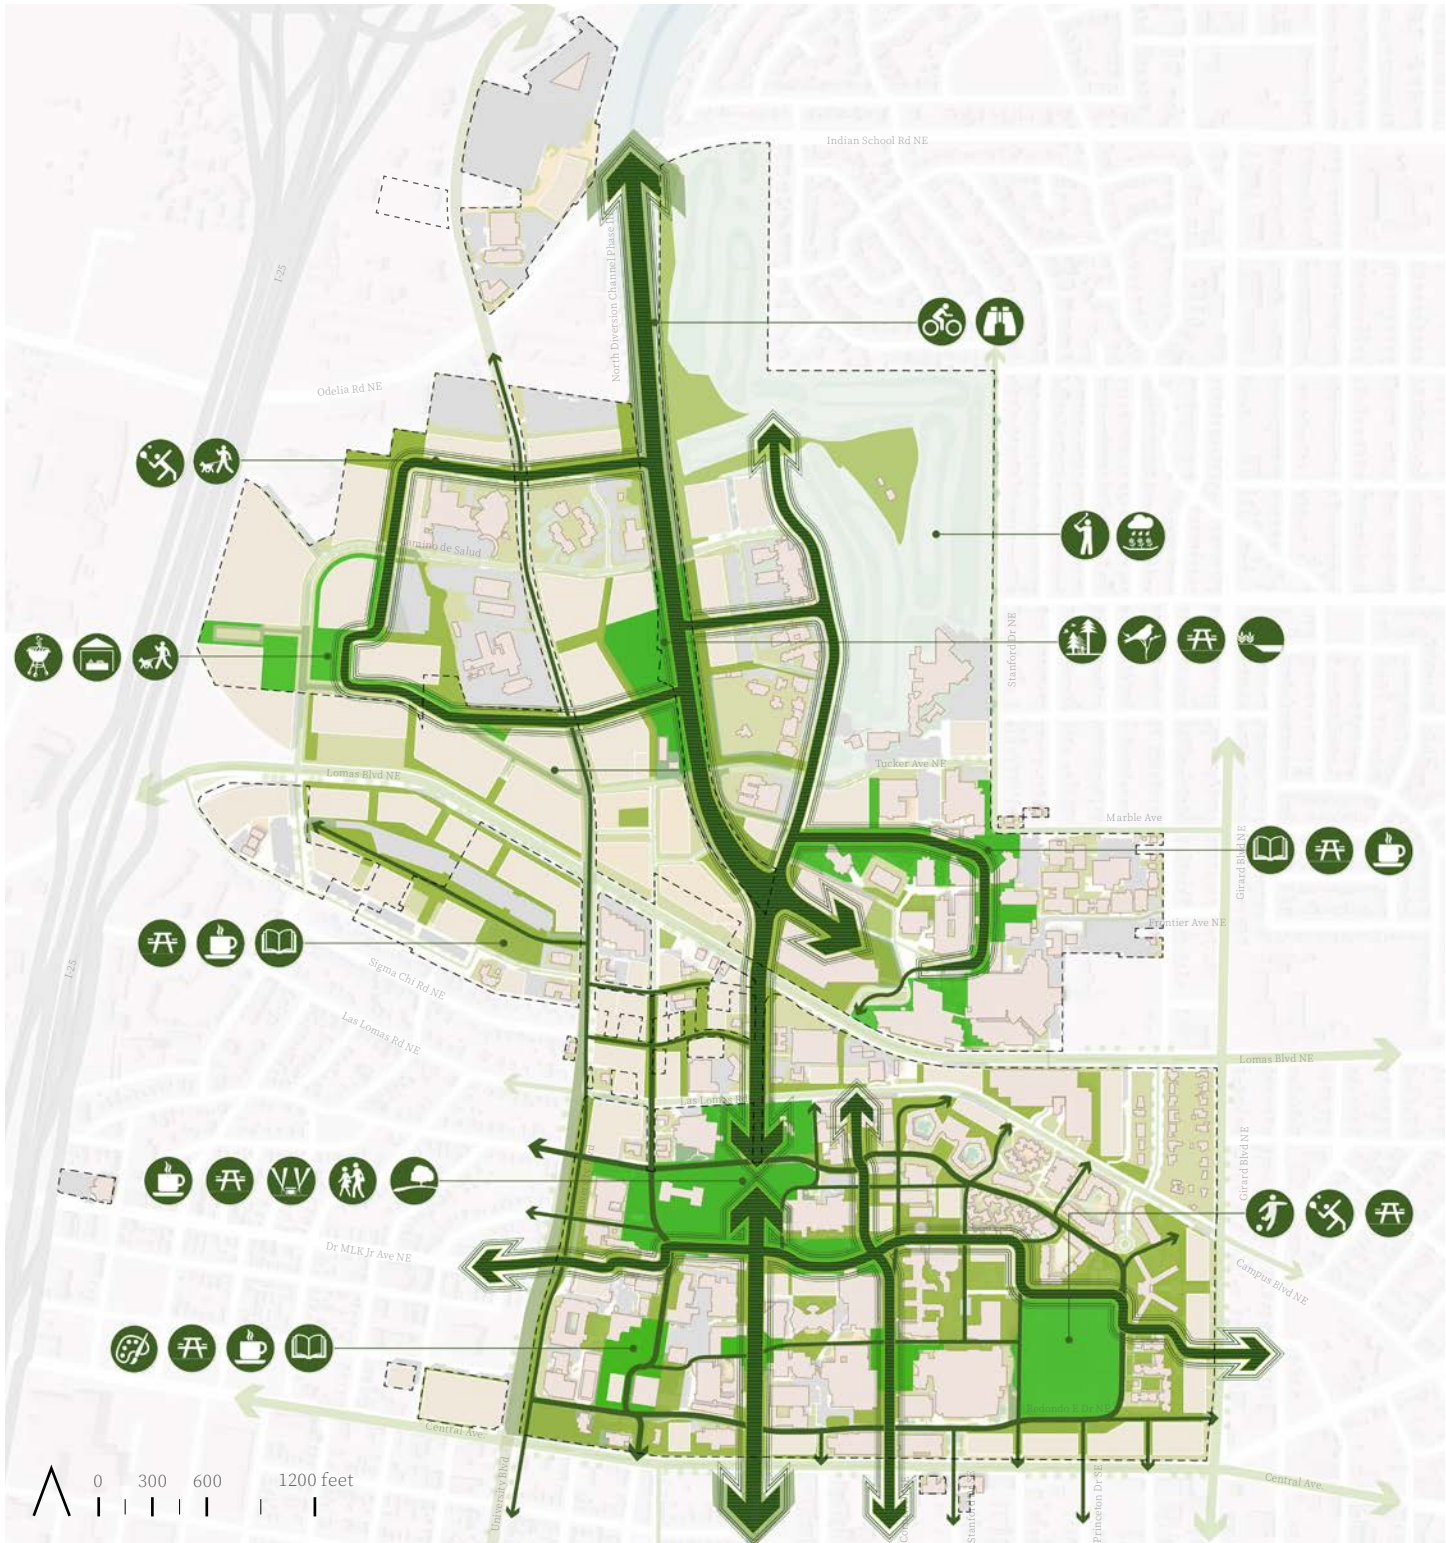 Indian School Rd NE
I-25
North Diversion Channel Phase II
Odelia Rd NE
Camino de Salud
Stanford Dr NE
Tucker Ave NE
Lomas Blvd NE
Marble Ave
Girard Blvd NE
Frontier Ave NE
I-25
Sigma Chi Rd NE
Las Lomas Rd NE
Lomas Blvd NE
Las Lomas
Girard Blvd NE
Dr MLK Jr Ave NE
Campus Blvd NE
Redondo E Dr NE
Central Ave
0 300 600 1200 feet
University Blvd
Stanford
Princeton Dr SE
Central Ave.